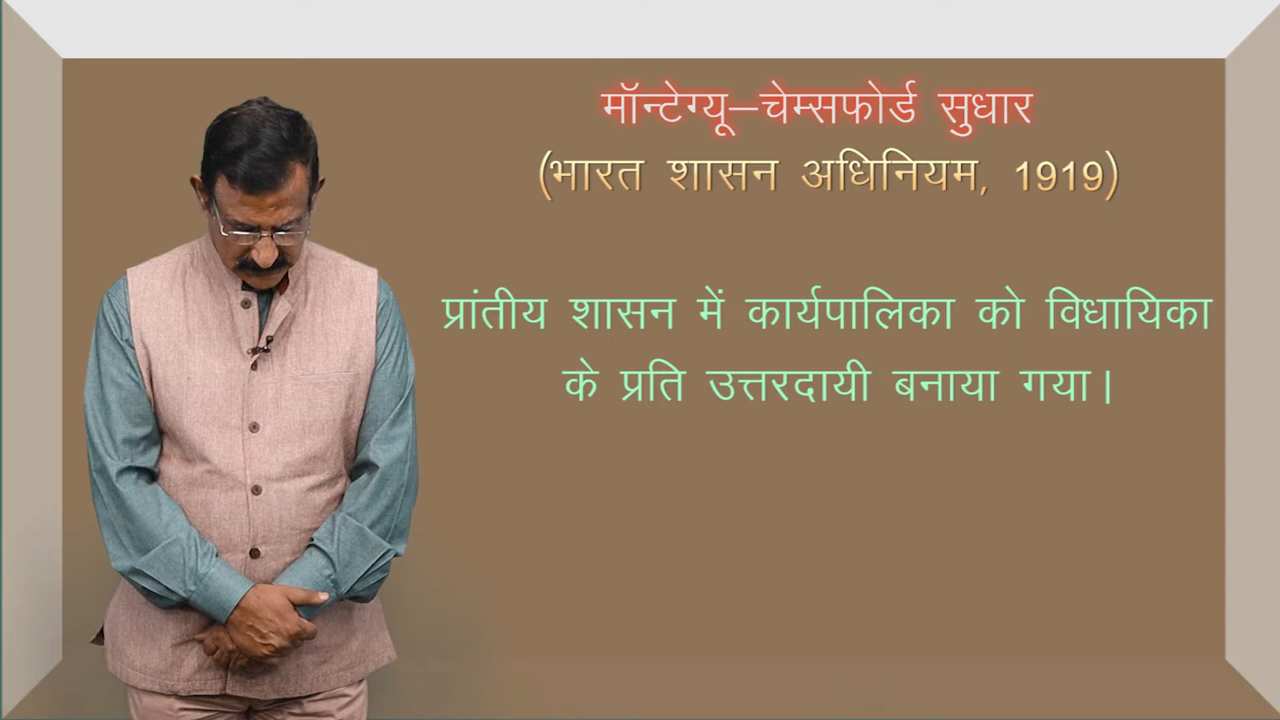 मॉन्टेग्यू–चेम्सफोर्ड सुधार
(भारत शासन अधिनियम, 1919)
प्रांतीय शासन में कार्यपालिका को विधायिका
के प्रति उत्तरदायी बनाया गया।